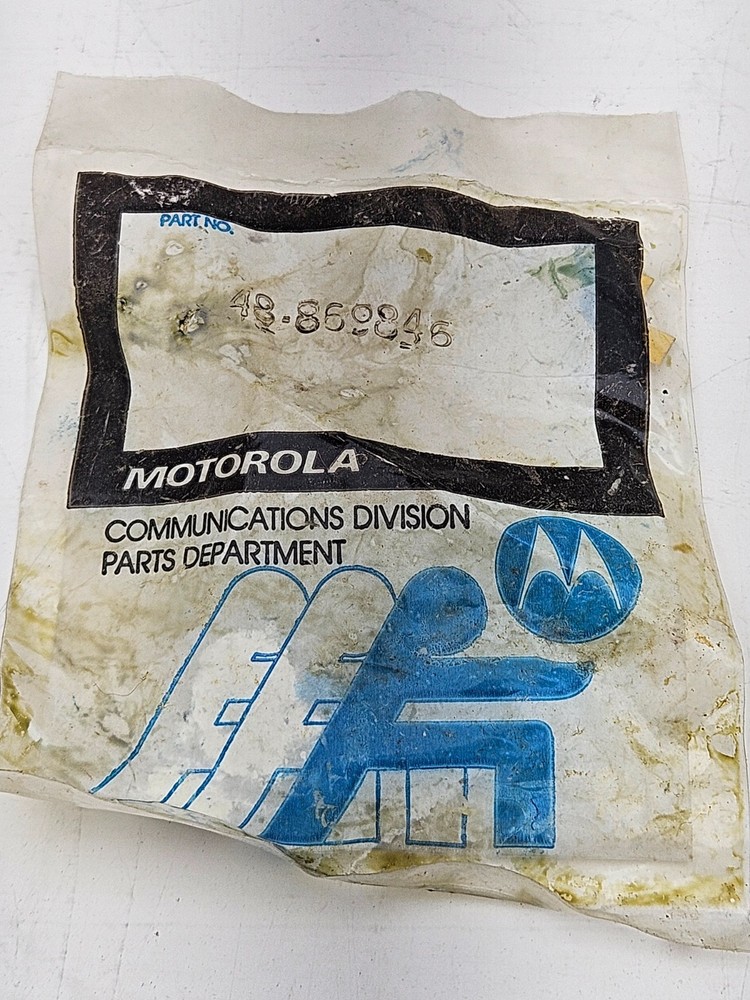 PART NO.
48-869846
MOTOROLA
COMMUNICATIONS DIVISION
PARTS DEPARTMENT